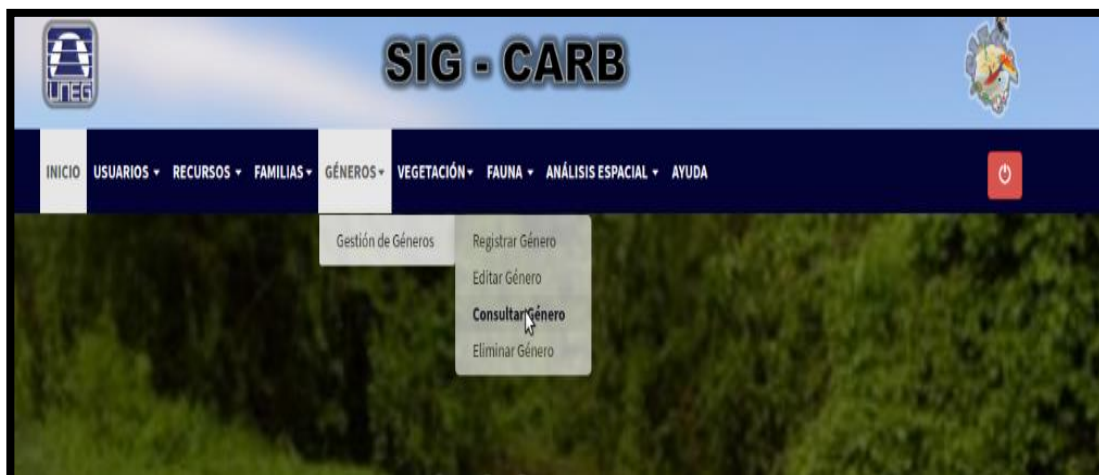 UNEG
SIG - CARB
INICIO USUARIOS RECURSOS FAMILIAS GÉNEROS VEGETACIÓN FAUNA ANÁLISIS ESPACIAL AYUDA
Gestión de Géneros
Registrar Género
Editar Género
Consultar Género
Eliminar Género